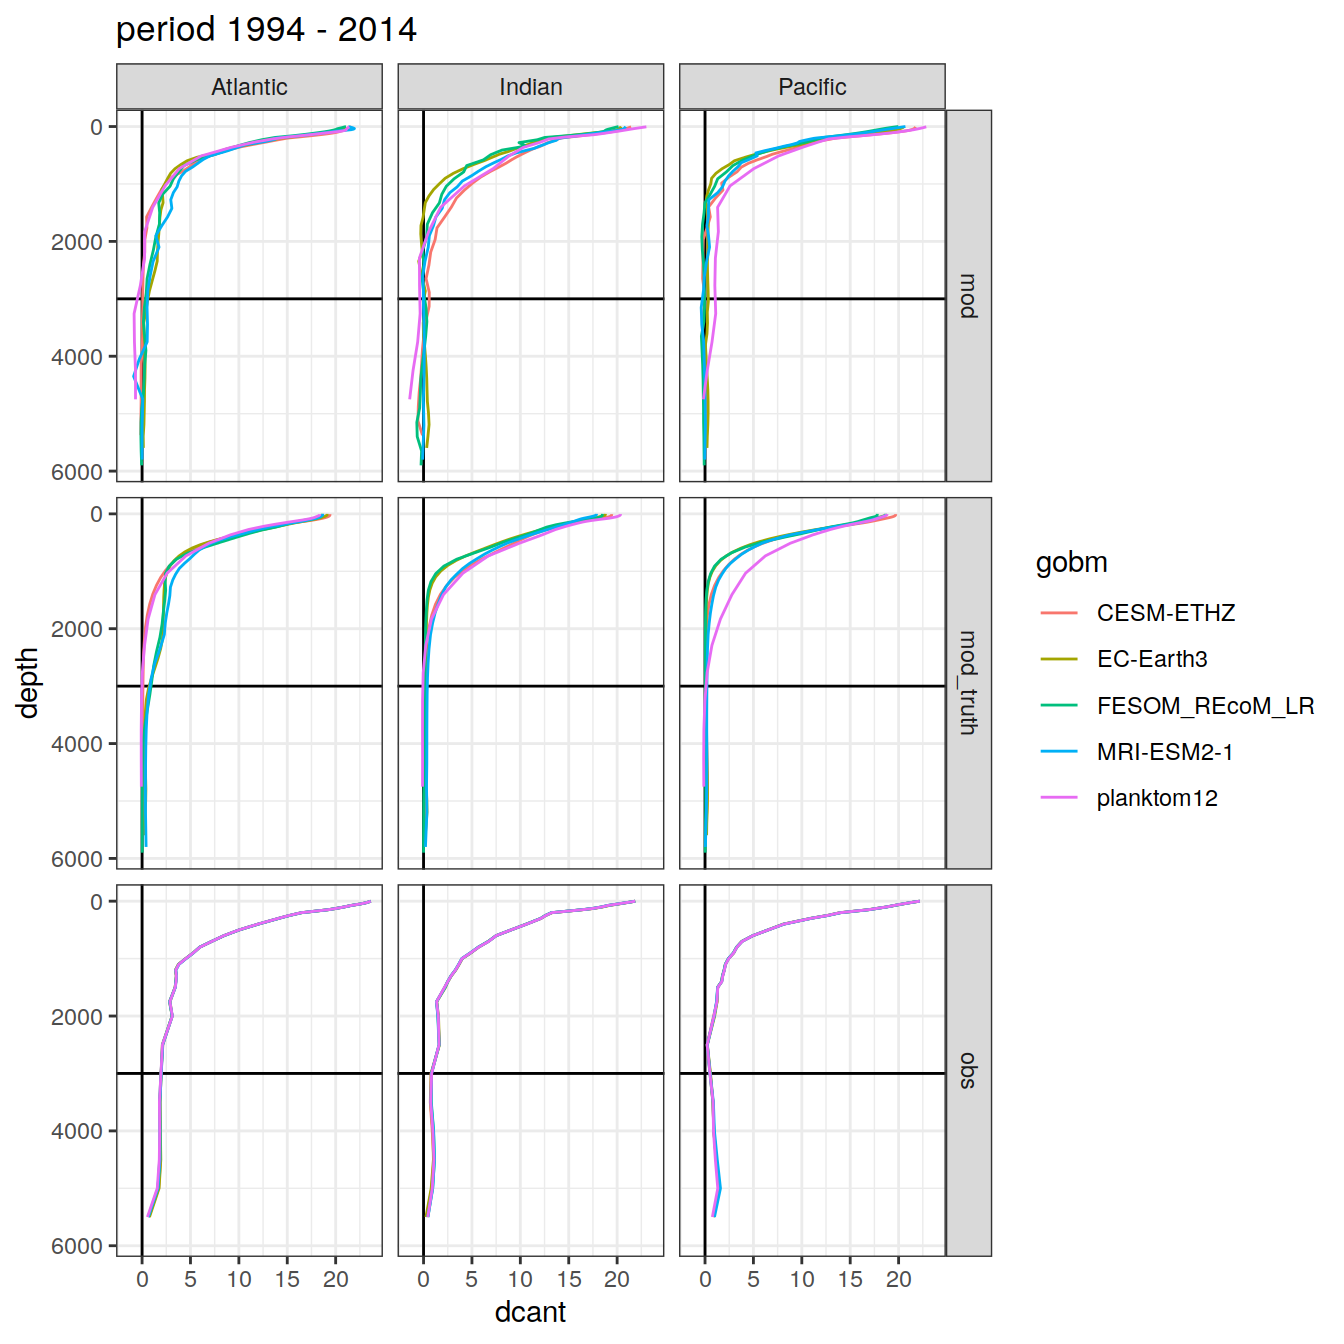 period 1994 - 2014
Atlantic Indian Pacific
0
2000
4000
6000
mod
0
2000
4000
6000
mod_truth
0
2000
4000
6000
obs
depth
0 5 10 15 20 0 5 10 15 20 0 5 10 15 20
dcant
gobm
CESM-ETHZ
EC-Earth3
FESOM_REcoM_LR
MRI-ESM2-1
planktom12